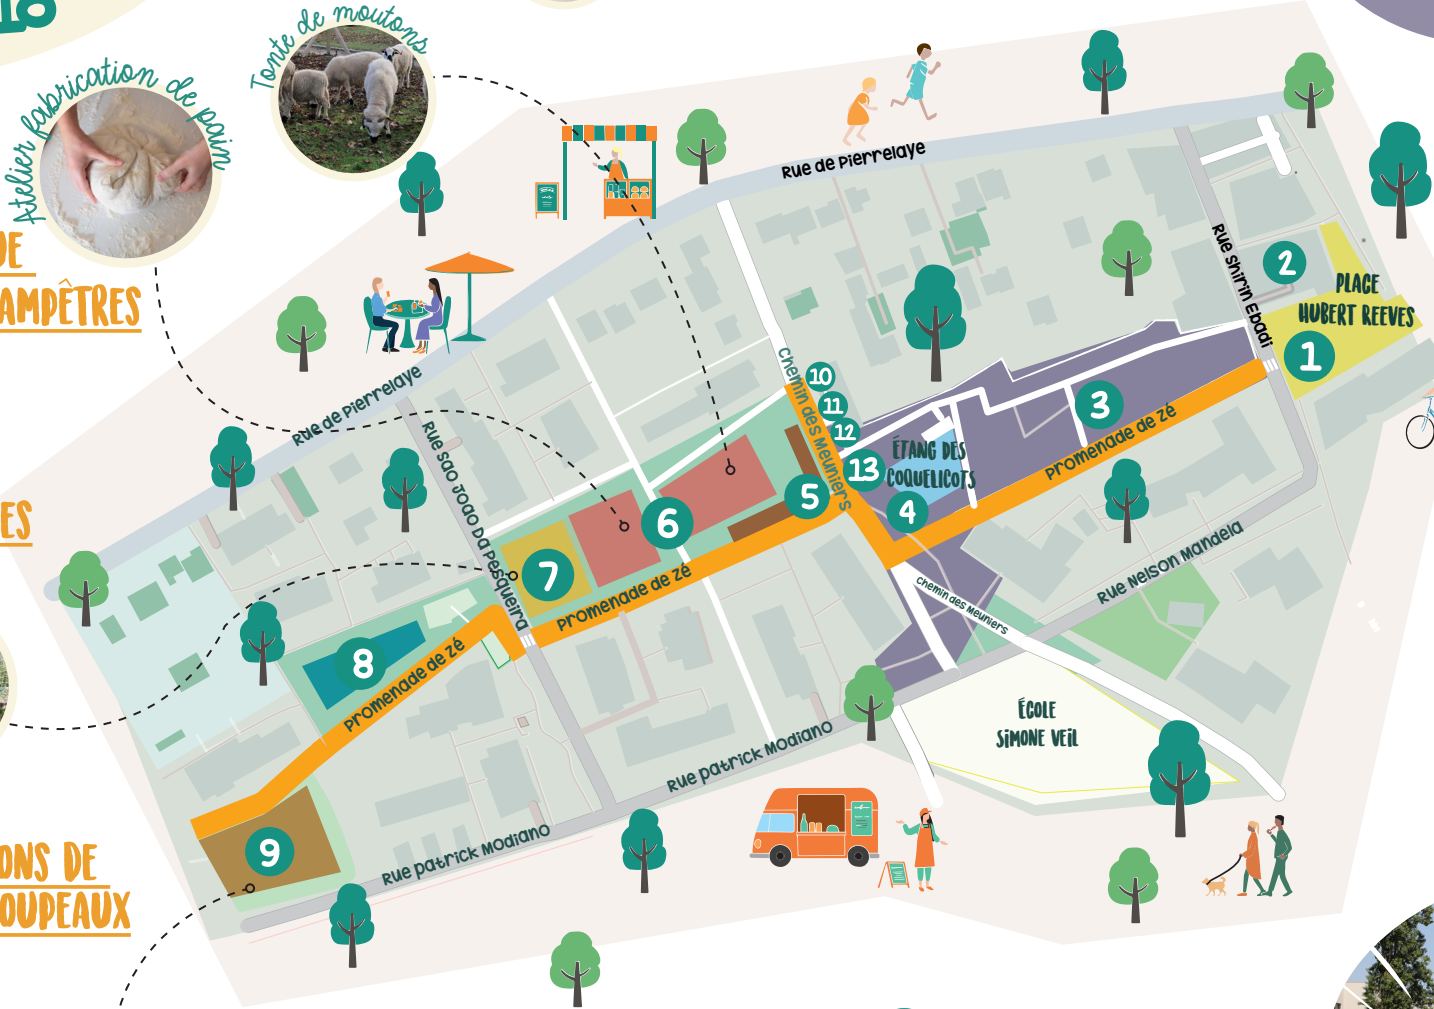 Tonte de moutons
Atelier fabrication de pain
AMPÊTRES
ES
ONS DE
OUPEAUX
Rue de Pierrelaye
Rue de Pierrelaye
Rue Shirin Ebadi
2
PLACE
HUBERT REEVES
1
Chemin des Meuniers
10
11
12
13
3
ÉTANG DES
COQUELICOTS
4
Promenade de Zé
Rue Sao Joao Da Pesqueira
5
6
7
Promenade de Zé
8
Promenade de Zé
9
Chemin des Meuniers
Rue Nelson Mandela
ÉCOLE
SIMONE VEIL
Rue Patrick Modiano
Rue Patrick Modiano